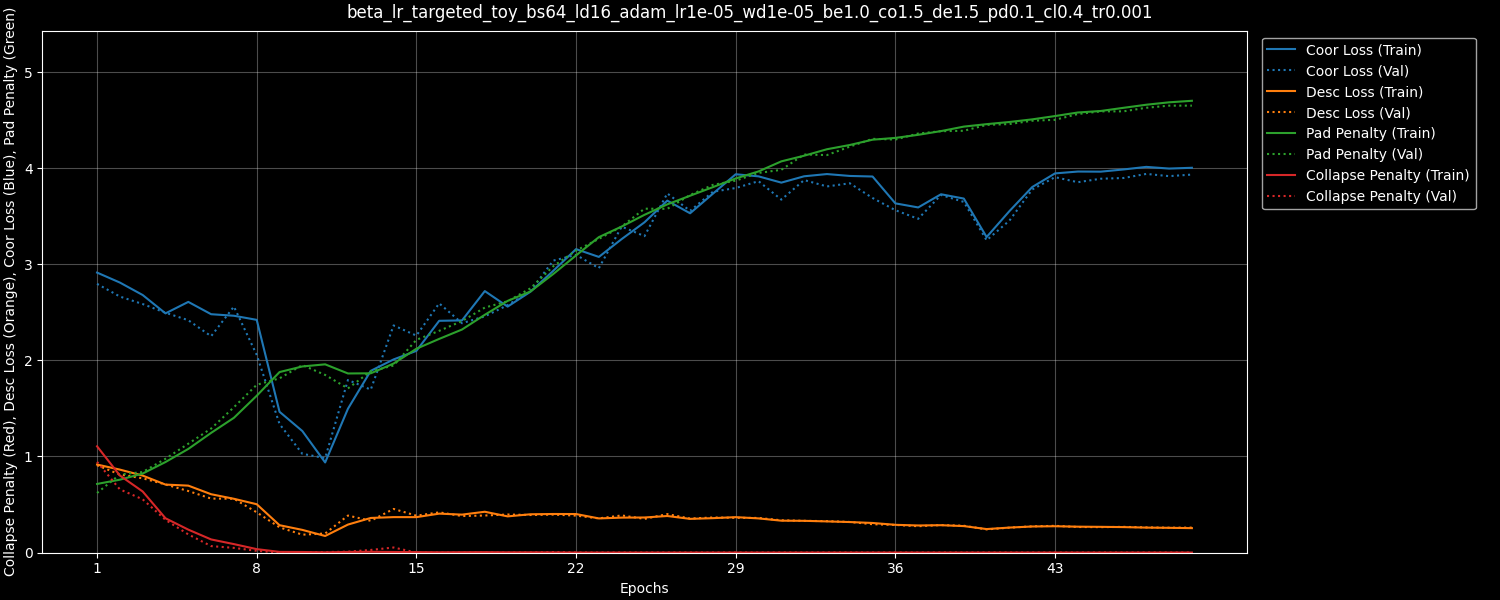 beta_lr_targeted_toy_bs64_ld16_adam_lr1e-05_wd1e-05_be1.0_co1.5_de1.5_pd0.1_cl0.4_tr0.001
Collapse Penalty (Red), Desc Loss (Orange), Coor Loss (Blue), Pad Penalty (Green)
5
4
3
2
1
0
1 8 15 22 29 36 43
Epochs
Coor Loss (Train)
Coor Loss (Val)
Desc Loss (Train)
Desc Loss (Val)
Pad Penalty (Train)
Pad Penalty (Val)
Collapse Penalty (Train)
Collapse Penalty (Val)